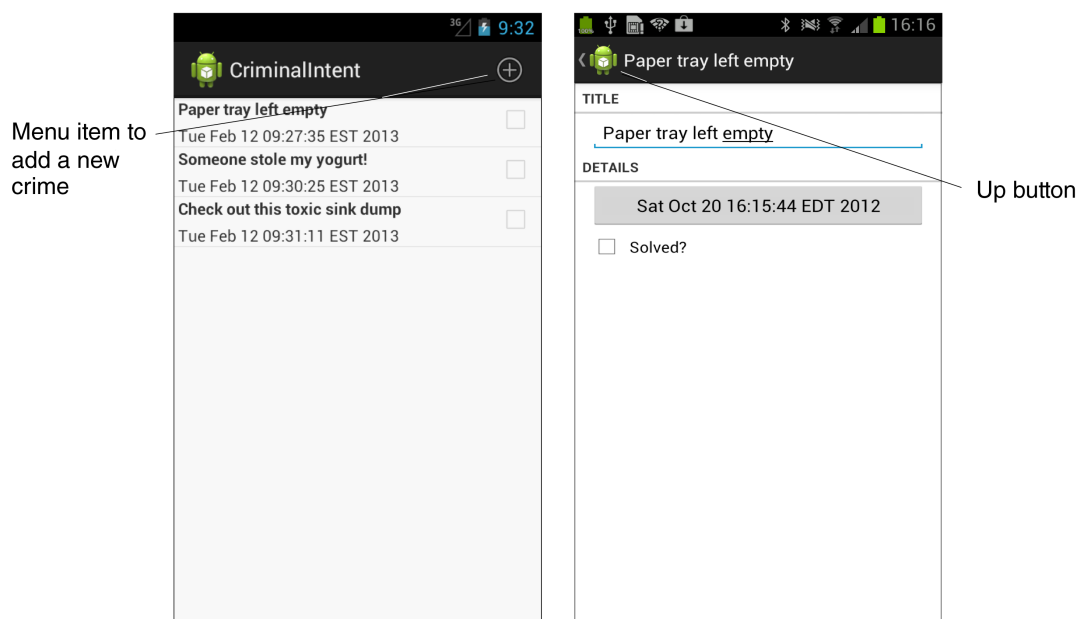 Menu item to
add a new
crime
3G
9:32
CriminalIntent
Paper tray left empty
Tue Feb 12 09:27:35 EST 2013
Someone stole my yogurt!
Tue Feb 12 09:30:25 EST 2013
Check out this toxic sink dump
Tue Feb 12 09:31:11 EST 2013
100%
16:16
Paper tray left empty
TITLE
Paper tray left empty
DETAILS
Sat Oct 20 16:15:44 EDT 2012
Solved?
Up button